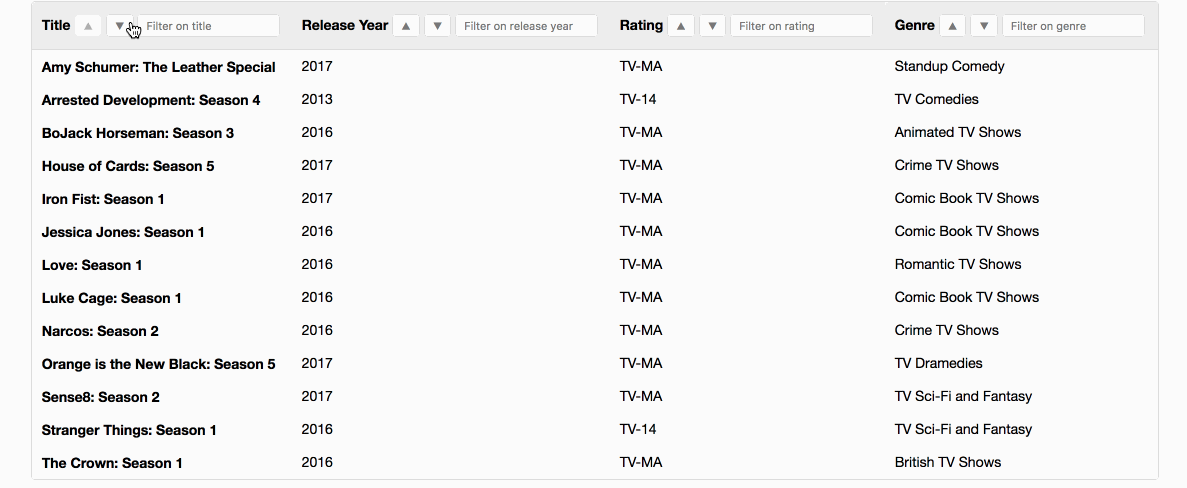 Title ▲ ▼ Filter on title Release Year ▲ ▼ Filter on release year Rating ▲ ▼ Filter on rating Genre ▲ ▼ Filter on genre
Amy Schumer: The Leather Special 2017 TV-MA Standup Comedy
Arrested Development: Season 4 2013 TV-14 TV Comedies
BoJack Horseman: Season 3 2016 TV-MA Animated TV Shows
House of Cards: Season 5 2017 TV-MA Crime TV Shows
Iron Fist: Season 1 2017 TV-MA Comic Book TV Shows
Jessica Jones: Season 1 2016 TV-MA Comic Book TV Shows
Love: Season 1 2016 TV-MA Romantic TV Shows
Luke Cage: Season 1 2016 TV-MA Comic Book TV Shows
Narcos: Season 2 2016 TV-MA Crime TV Shows
Orange is the New Black: Season 5 2017 TV-MA TV Dramedies
Sense8: Season 2 2017 TV-MA TV Sci-Fi and Fantasy
Stranger Things: Season 1 2016 TV-14 TV Sci-Fi and Fantasy
The Crown: Season 1 2016 TV-MA British TV Shows